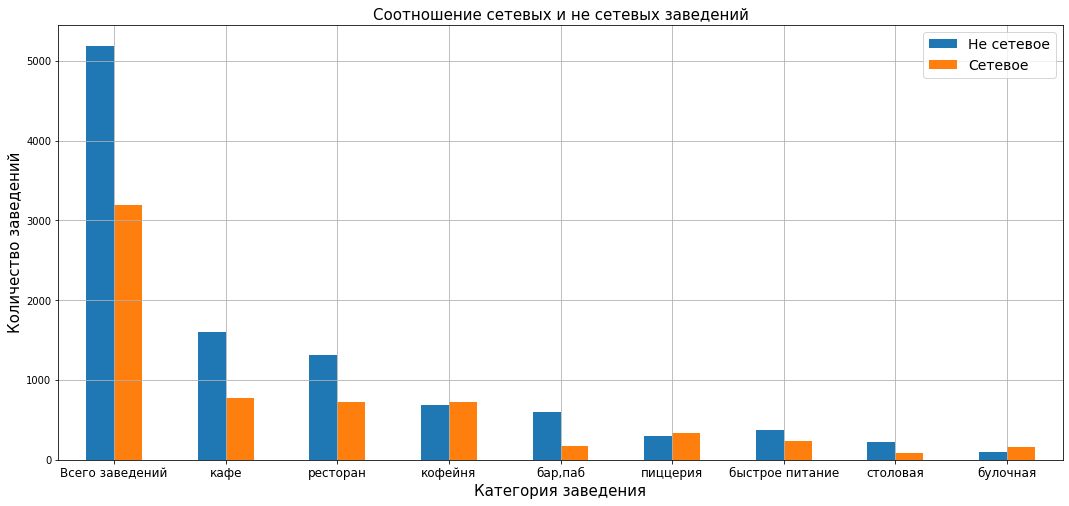 Соотношение сетевых и не сетевых заведений
Не сетевое
Сетевое
Количество заведений
5000
4000
3000
2000
1000
0
Всего заведений кафе ресторан кофейня бар,паб пиццерия быстрое питание столовая булочная
Категория заведения